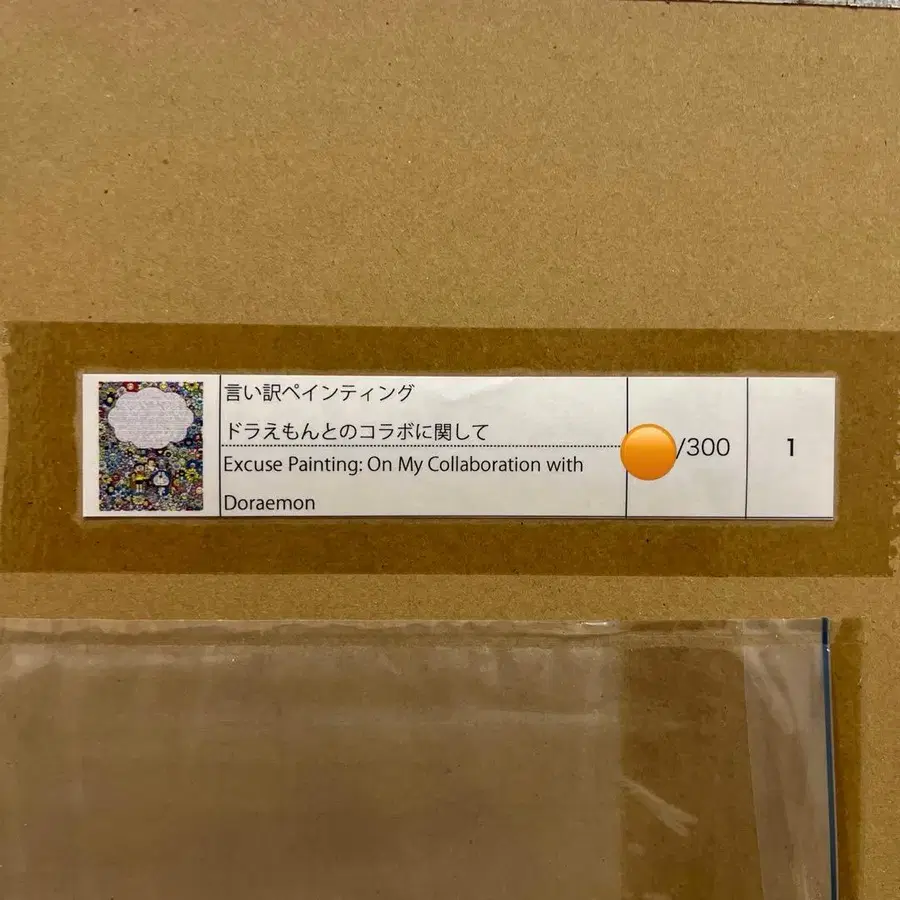 言い訳ペインティング
ドラえもんとのコラボに関して
Excuse Painting: On My Collaboration with
Doraemon
/300
1